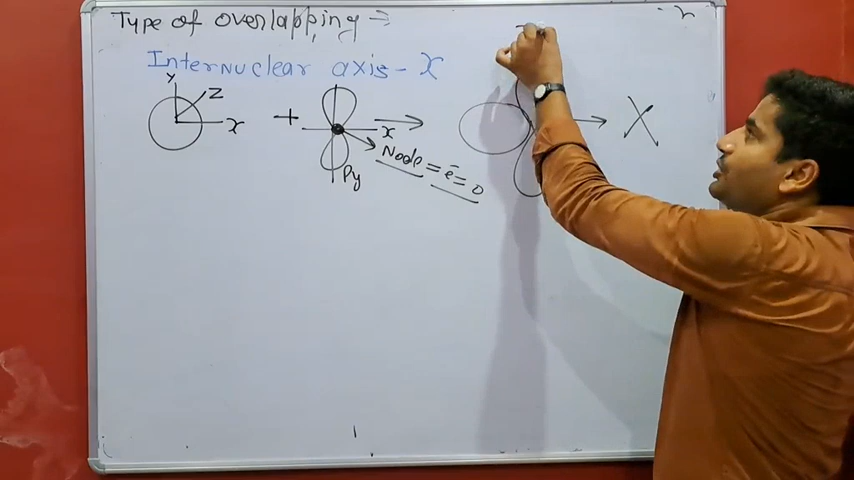 Type of overlapping →
Internuclear axis - X
Y
Z
x
+
x
Node = ē = 0
Py
X